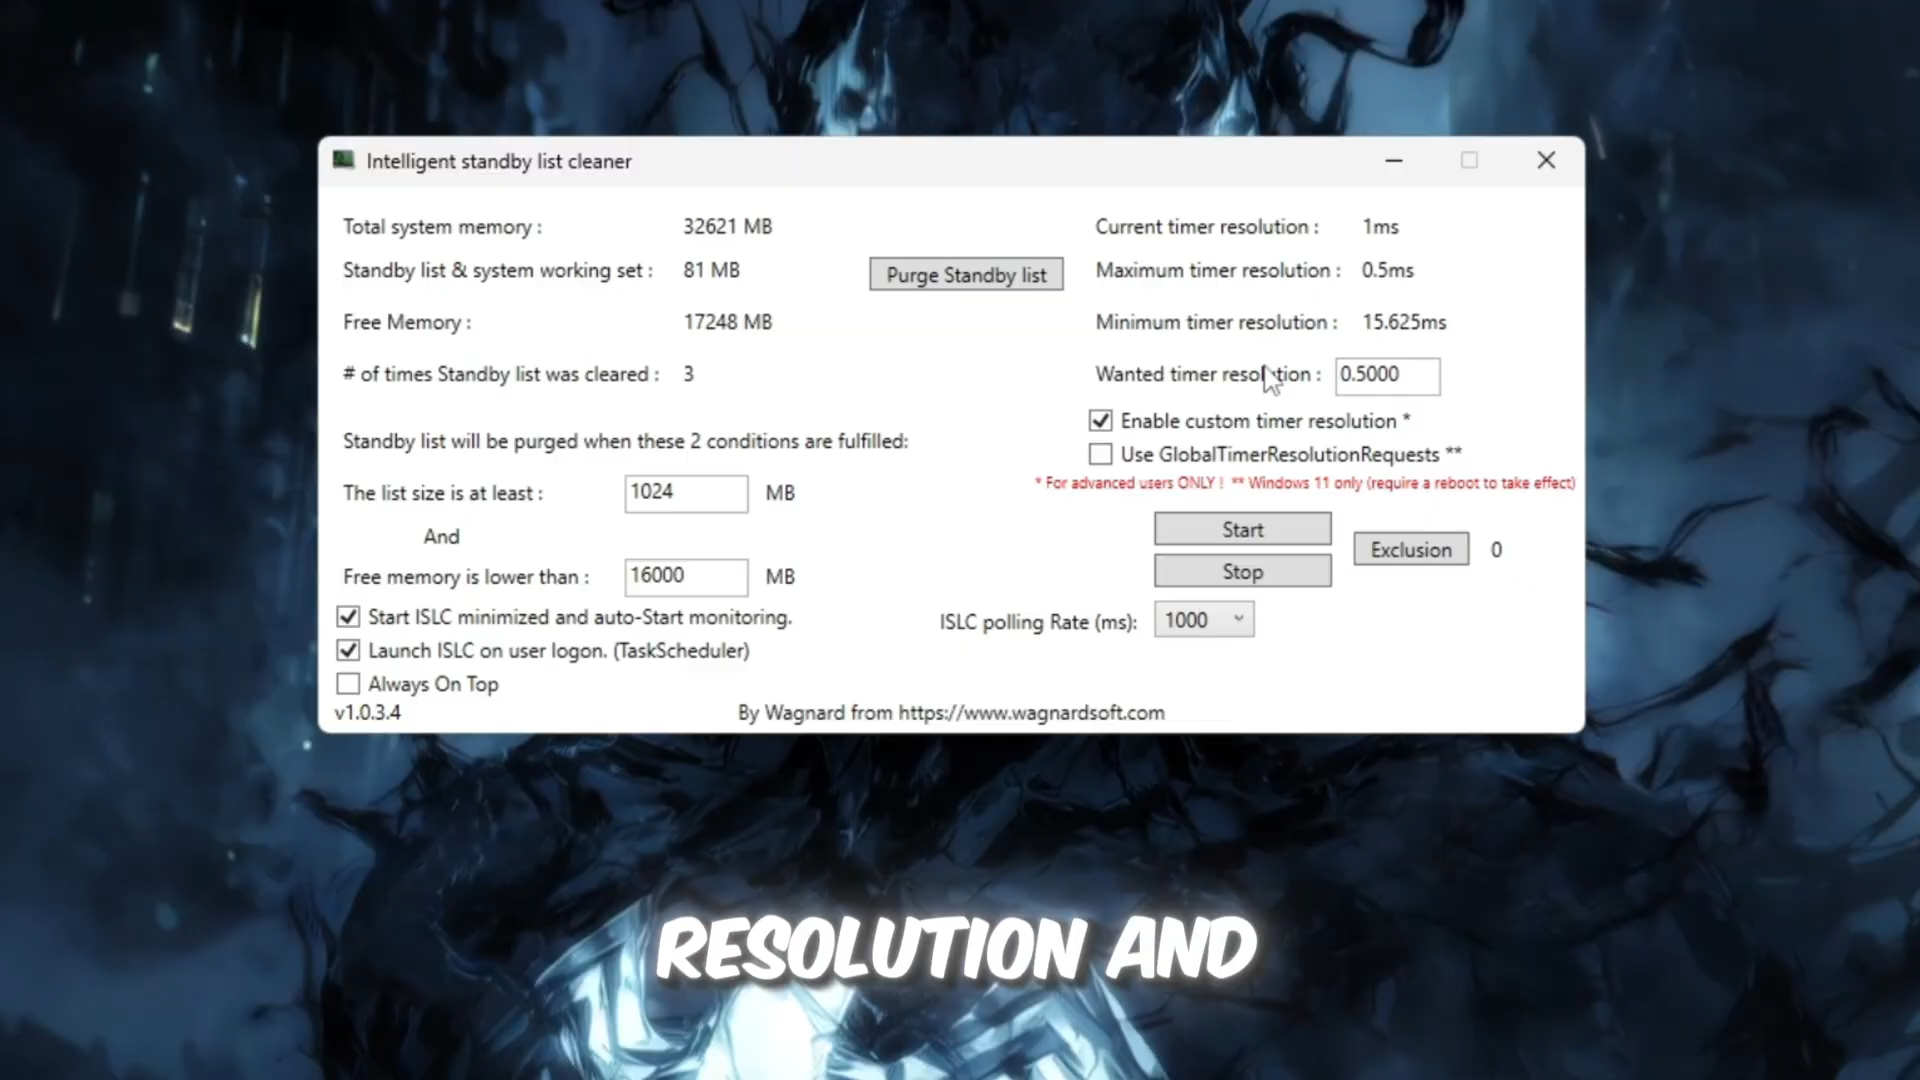 Intelligent standby list cleaner
Total system memory : 32621 MB
Standby list & system working set : 81 MB
Purge Standby list
Free Memory : 17248 MB
# of times Standby list was cleared : 3
Standby list will be purged when these 2 conditions are fulfilled:
The list size is at least : 1024 MB
And
Free memory is lower than : 16000 MB
Start ISLC minimized and auto-Start monitoring.
Launch ISLC on user logon. (TaskScheduler)
Always On Top
v1.0.3.4
Current timer resolution : 1ms
Maximum timer resolution : 0.5ms
Minimum timer resolution : 15.625ms
Wanted timer resolution : 0.5000
Enable custom timer resolution *
Use GlobalTimerResolutionRequests **
* For advanced users ONLY ! ** Windows 11 only (require a reboot to take effect)
Start
Stop
Exclusion 0
ISLC polling Rate (ms): 1000
By Wagnard from https://www.wagnardsoft.com
RESOLUTION AND